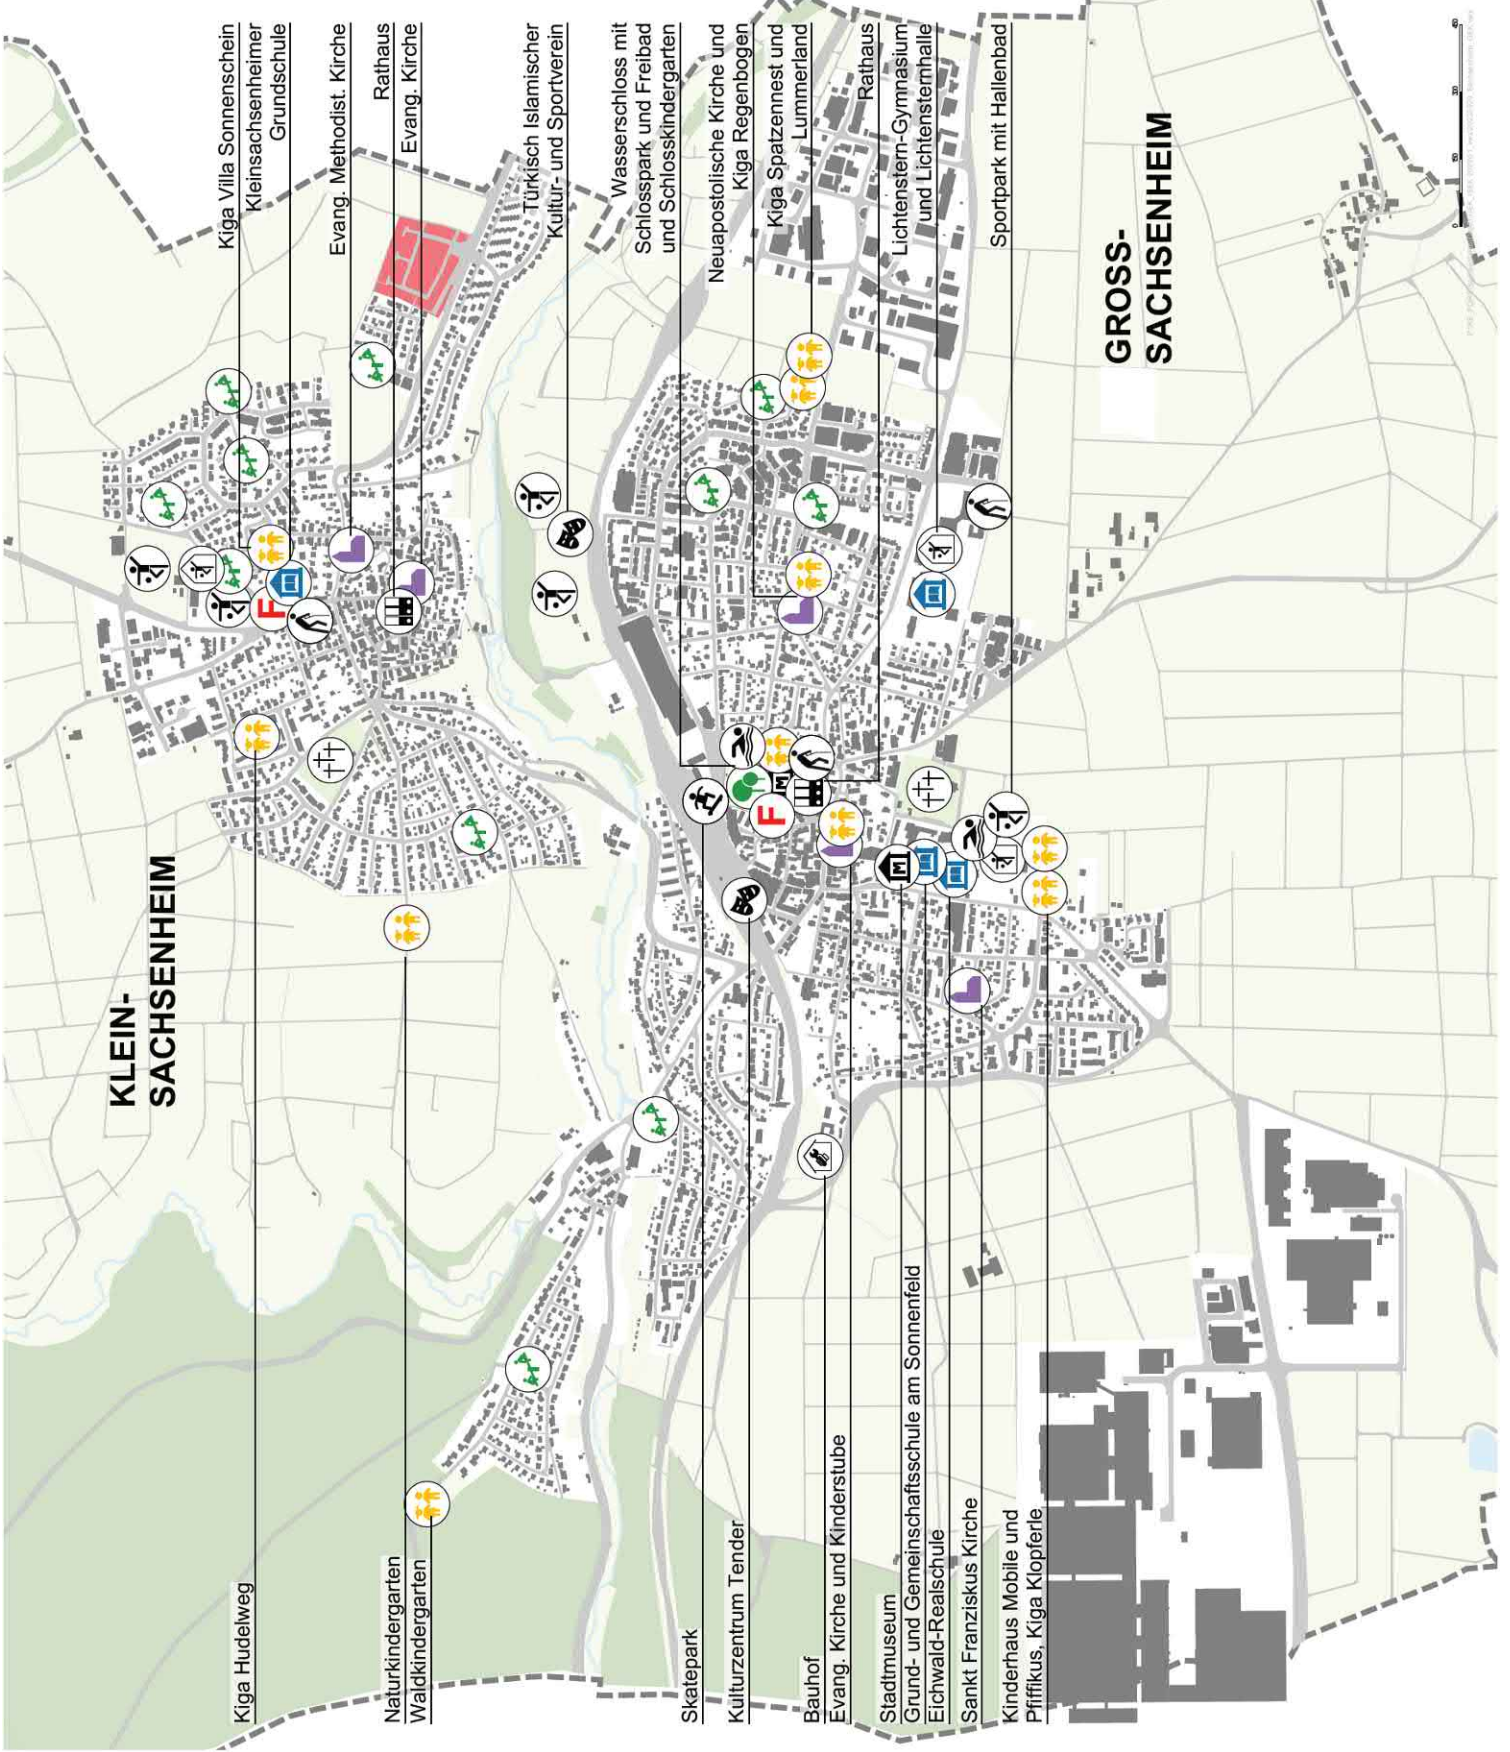 Kiga Villa Sonnenschein
Kleinsachsenheimer
Grundschule
Evang. Methodist. Kirche
Rathaus
Evang. Kirche
Türkisch Islamischer
Kultur- und Sportverein
Wasserschloss mit
Schlosspark und Freibad
und Schlosskindergarten
Neuapostolische Kirche und
Kiga Regenbogen
Kiga Spatzennest und
Lummerland
Rathaus
Lichtenstern-Gymnasium
und Lichtensternhalle
Sportpark mit Hallenbad
GROSS-
SACHSENHEIM
KLEIN-
SACHSENHEIM
F
F
M
M
Kiga Hudelweg
Naturkindergarten
Waldkindergarten
Skatepark
Kulturzentrum Tender
Bauhof
Evang. Kirche und Kinderstube
Stadtmuseum
Grund- und Gemeinschaftsschule am Sonnenfeld
Eichwald-Realschule
Sankt Franziskus Kirche
Kinderhaus Mobile und
Pfiffikus, Kiga Klopferle